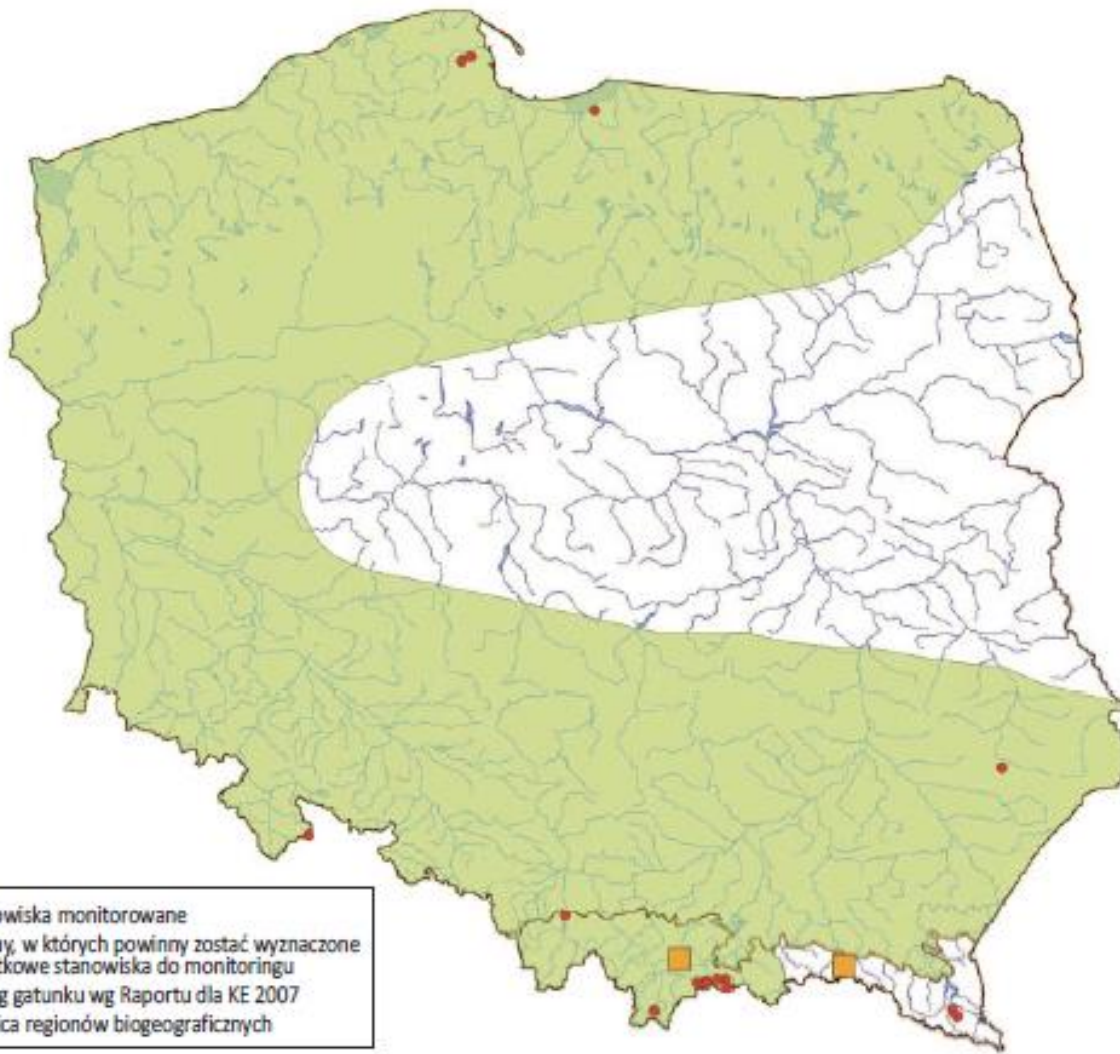 owiska monitorowane
ny, w których powinny zostać wyznaczone
tkowe stanowiska do monitoringu
g gatunku wg Raportu dla KE 2007
ica regionów biogeograficznych